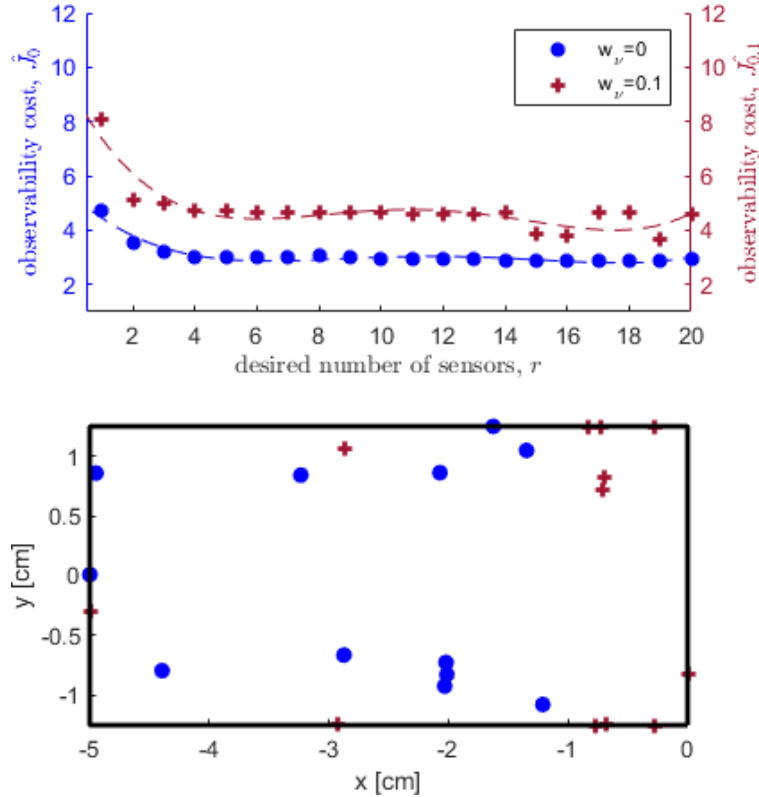 observability cost, Ĵ₀
12
10
8
6
4
2
w_ν=0
w_ν=0.1
12
10
8
6
4
2
observability cost, Ĵ₀.₁
2 4 6 8 10 12 14 16 18 20
desired number of sensors, r
y [cm]
1
0.5
0
-0.5
-1
-5 -4 -3 -2 -1 0
x [cm]